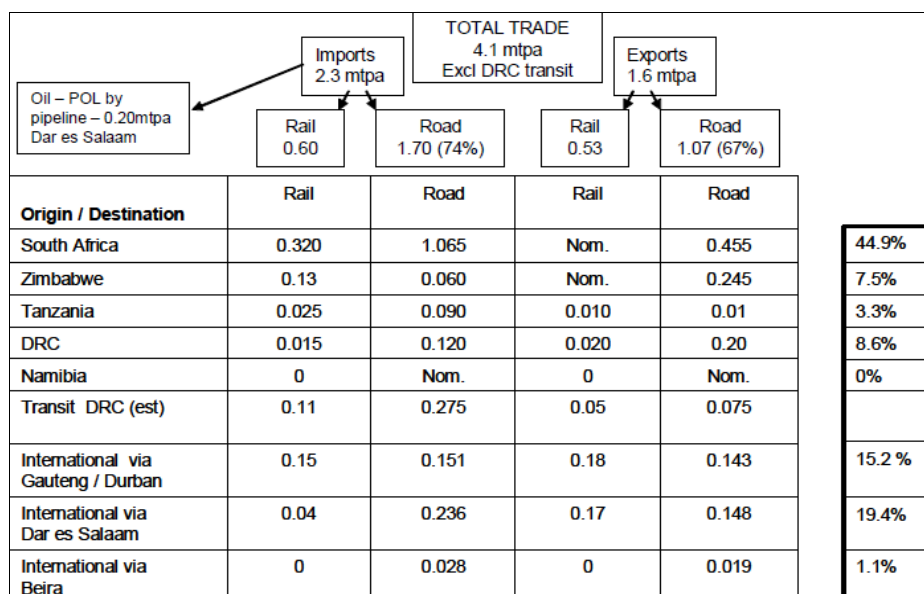 TOTAL TRADE
4.1 mtpa
Excl DRC transit
Imports
2.3 mtpa
Exports
1.6 mtpa
Oil – POL by
pipeline – 0.20mtpa
Dar es Salaam
Rail
0.60
Road
1.70 (74%)
Rail
0.53
Road
1.07 (67%)
Origin / Destination
Rail Road Rail Road
South Africa 0.320 1.065 Nom. 0.455 44.9%
Zimbabwe 0.13 0.060 Nom. 0.245 7.5%
Tanzania 0.025 0.090 0.010 0.01 3.3%
DRC 0.015 0.120 0.020 0.20 8.6%
Namibia 0 Nom. 0 Nom. 0%
Transit DRC (est) 0.11 0.275 0.05 0.075
International via
Gauteng / Durban 0.15 0.151 0.18 0.143 15.2 %
International via
Dar es Salaam 0.04 0.236 0.17 0.148 19.4%
International via
Beira 0 0.028 0 0.019 1.1%